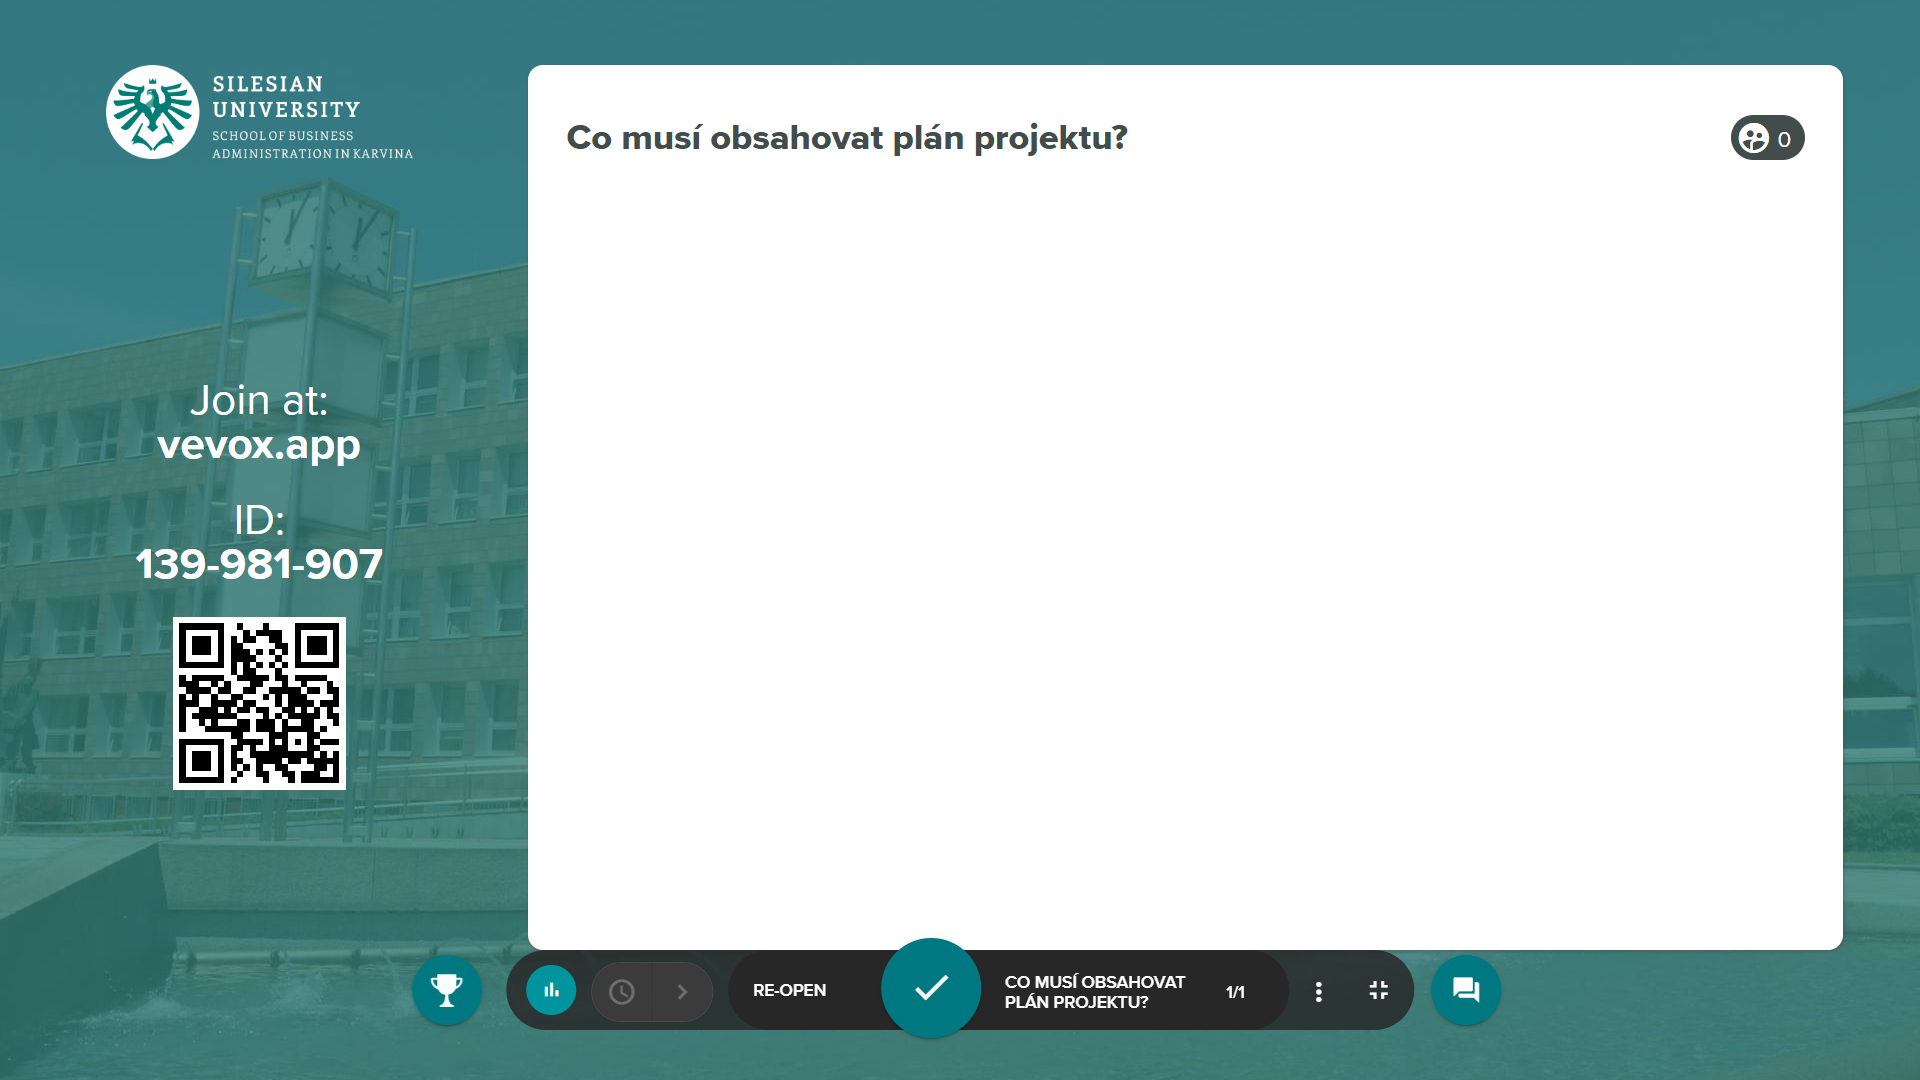 SILESIAN
UNIVERSITY
SCHOOL OF BUSINESS
ADMINISTRATION IN KARVINA
Join at:
vevox.app
ID:
139-981-907
Co musí obsahovat plán projektu?
0
RE-OPEN
CO MUSÍ OBSAHOVAT
PLÁN PROJEKTU?
1/1